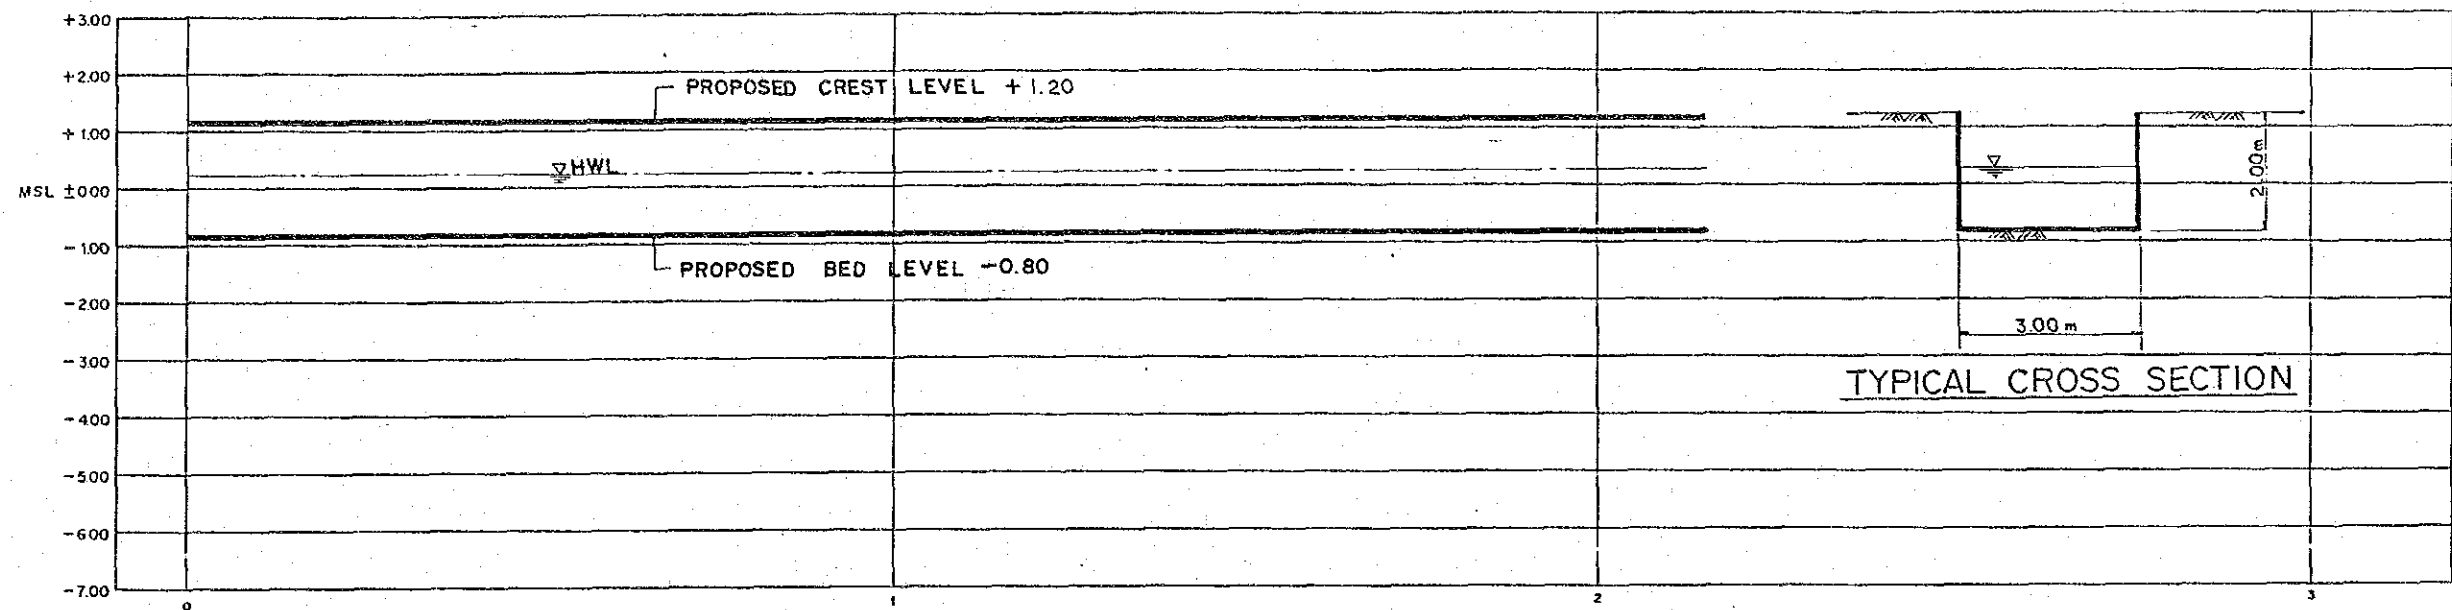 +3.00
+2.00
PROPOSED CREST LEVEL +1.20
+1.00
HWL
MSL ±000
2.00m
-1.00
PROPOSED BED LEVEL -0.80
-2.00
3.00 m
-3.00
TYPICAL CROSS SECTION
-4.00
-5.00
-6.00
-7.00
0 1 2 3